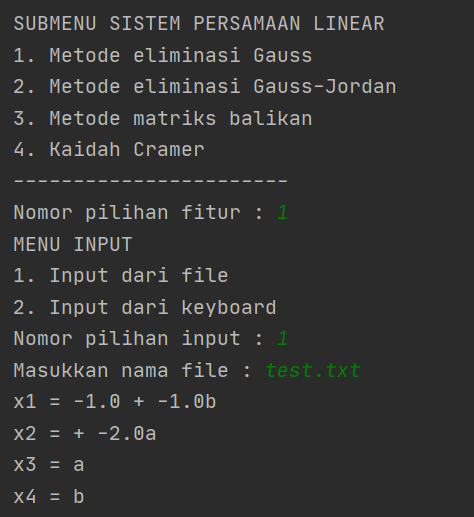 SUBMENU SISTEM PERSAMAAN LINEAR
1. Metode eliminasi Gauss
2. Metode eliminasi Gauss-Jordan
3. Metode matriks balikan
4. Kaidah Cramer
-----------------------
Nomor pilihan fitur : 1
MENU INPUT
1. Input dari file
2. Input dari keyboard
Nomor pilihan input : 1
Masukkan nama file : test.txt
x1 = -1.0 + -1.0b
x2 = + -2.0a
x3 = a
x4 = b